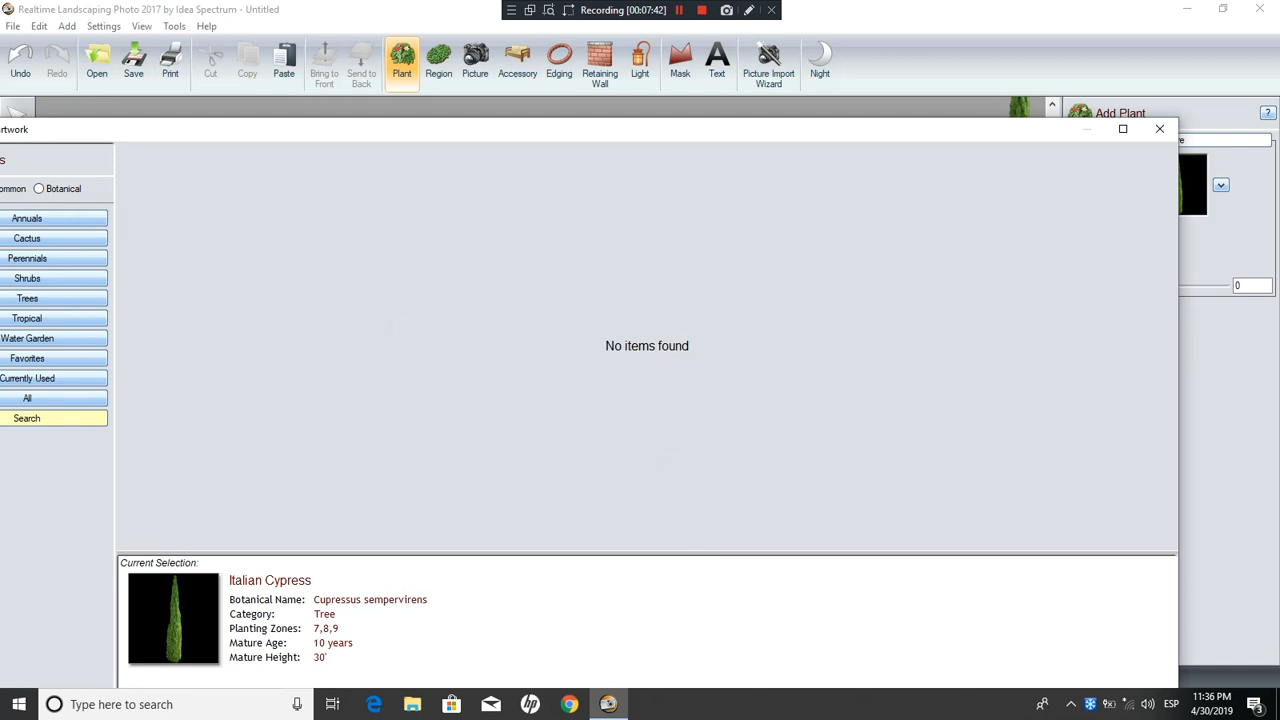 Realtime Landscaping Photo 2017 by Idea Spectrum - Untitled
Recording [00:07:42]
File Edit Add Settings View Tools Help
Undo Redo Open Save Print Cut Copy Paste Bring to Front Send to Back Plant Region Picture Accessory Edging Retaining Wall Light Mask Text Picture Import Wizard Night
Add Plant
?
rtwork
s
ommon Botanical
Annuals
Cactus
Perennials
Shrubs
Trees
Tropical
Water Garden
Favorites
Currently Used
All
Search
No items found
0
Current Selection:
Italian Cypress
Botanical Name: Cupressus sempervirens
Category: Tree
Planting Zones: 7,8,9
Mature Age: 10 years
Mature Height: 30'
Type here to search
ESP
11:36 PM
4/30/2019
3